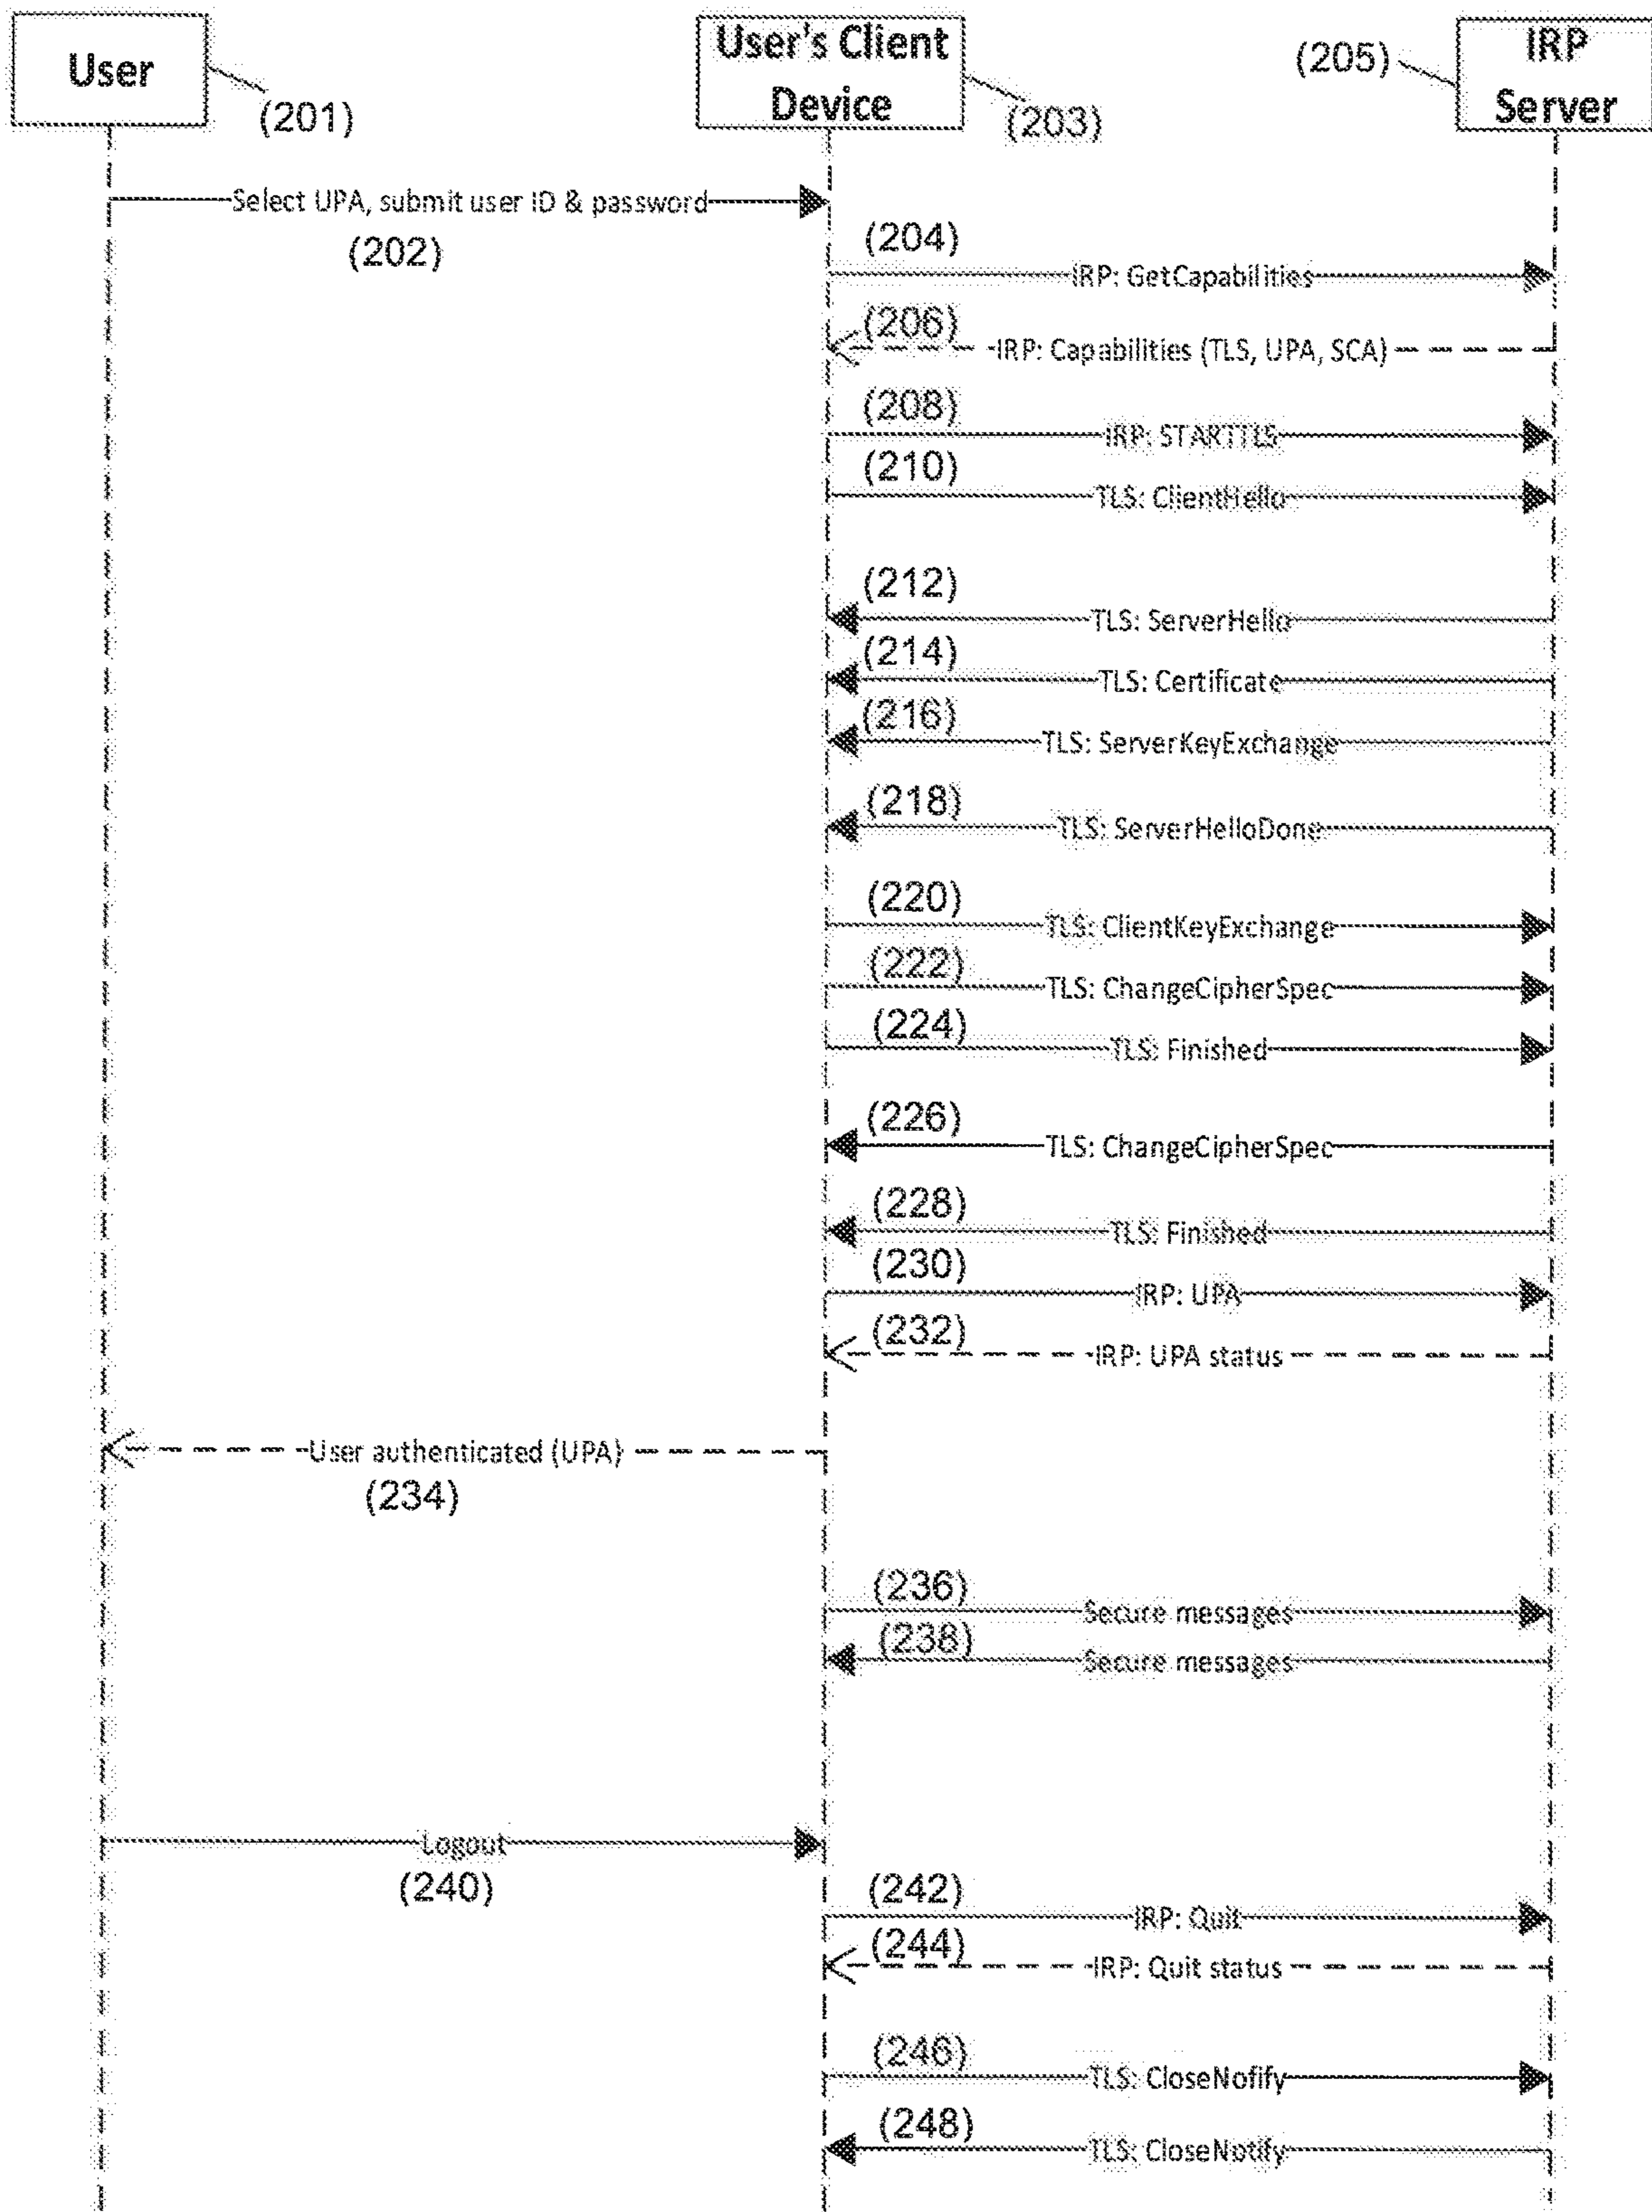 User
(201)
User's Client
Device
(203)
(205)
IRP
Server
Select UPA, submit user ID & password
(202)
(204)
IRP: GetCapabilities
(206)
IRP: Capabilities (TLS, UPA, SCA)
(208)
IRP: STARTTLS
(210)
TLS: ClientHello
(212)
TLS: ServerHello
(214)
TLS: Certificate
(216)
TLS: ServerKeyExchange
(218)
TLS: ServerHelloDone
(220)
TLS: ClientKeyExchange
(222)
TLS: ChangeCipherSpec
(224)
TLS: Finished
(226)
TLS: ChangeCipherSpec
(228)
TLS: Finished
(230)
IRP: UPA
(232)
IRP: UPA status
User authenticated (UPA)
(234)
(236)
Secure messages
(238)
Secure messages
Logout
(240)
(242)
IRP: Quit
(244)
IRP: Quit status
(246)
TLS: CloseNofify
(248)
TLS: CloseNotify